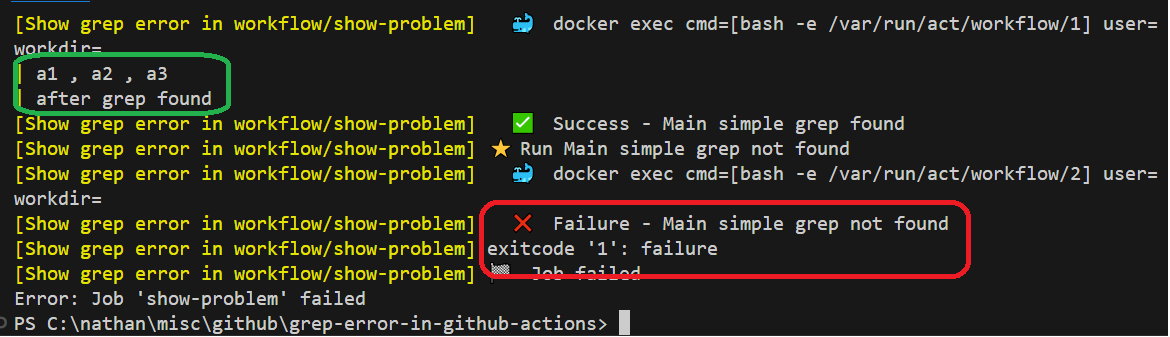 [Show grep error in workflow/show-problem] 🐳 docker exec cmd=[bash -e /var/run/act/workflow/1] user=
workdir=
| a1 , a2 , a3
| after grep found
[Show grep error in workflow/show-problem] ✅ Success - Main simple grep found
[Show grep error in workflow/show-problem] ⭐ Run Main simple grep not found
[Show grep error in workflow/show-problem] 🐳 docker exec cmd=[bash -e /var/run/act/workflow/2] user=
workdir=
[Show grep error in workflow/show-problem] ❌ Failure - Main simple grep not found
[Show grep error in workflow/show-problem] exitcode '1': failure
[Show grep error in workflow/show-problem] 🏁 Job failed
Error: Job 'show-problem' failed
PS C:\nathan\misc\github\grep-error-in-github-actions>